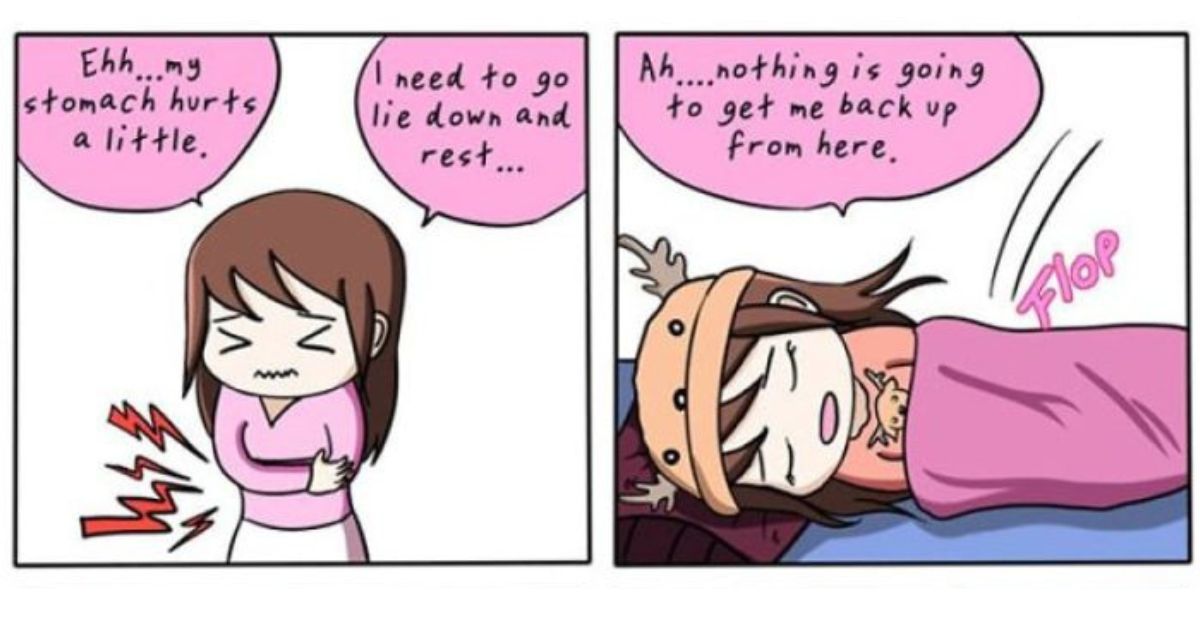 Ehh...my
stomach hurts
a little.
I need to go
lie down and
rest...
Ah....nothing is going
to get me back up
from here.
Flop